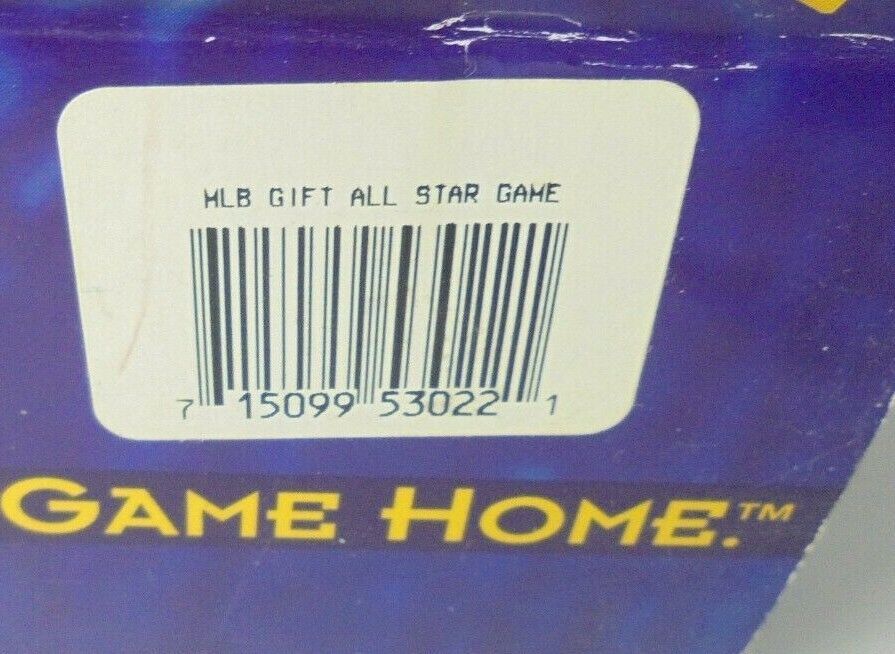 MLB GIFT ALL STAR GAME
7 15099 53022 1
GAME HOME.™